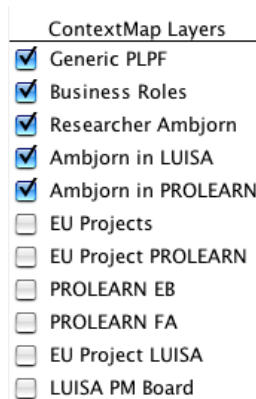 ContextMap Layers
Generic PLPF
Business Roles
Researcher Ambjorn
Ambjorn in LUISA
Ambjorn in PROLEARN
EU Projects
EU Project PROLEARN
PROLEARN EB
PROLEARN FA
EU Project LUISA
LUISA PM Board